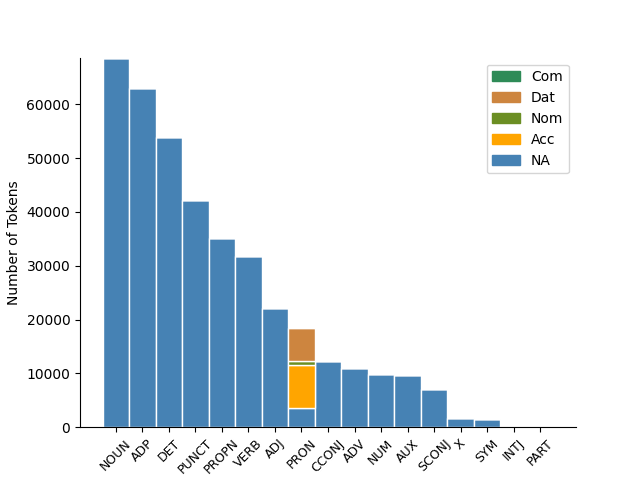 Com
Dat
Nom
Acc
NA
Number of Tokens
60000
50000
40000
30000
20000
10000
0
NOUN ADP DET PUNCT PROPN VERB ADJ PRON CCONJ ADV NUM AUX SCONJ X SYM INTJ PART